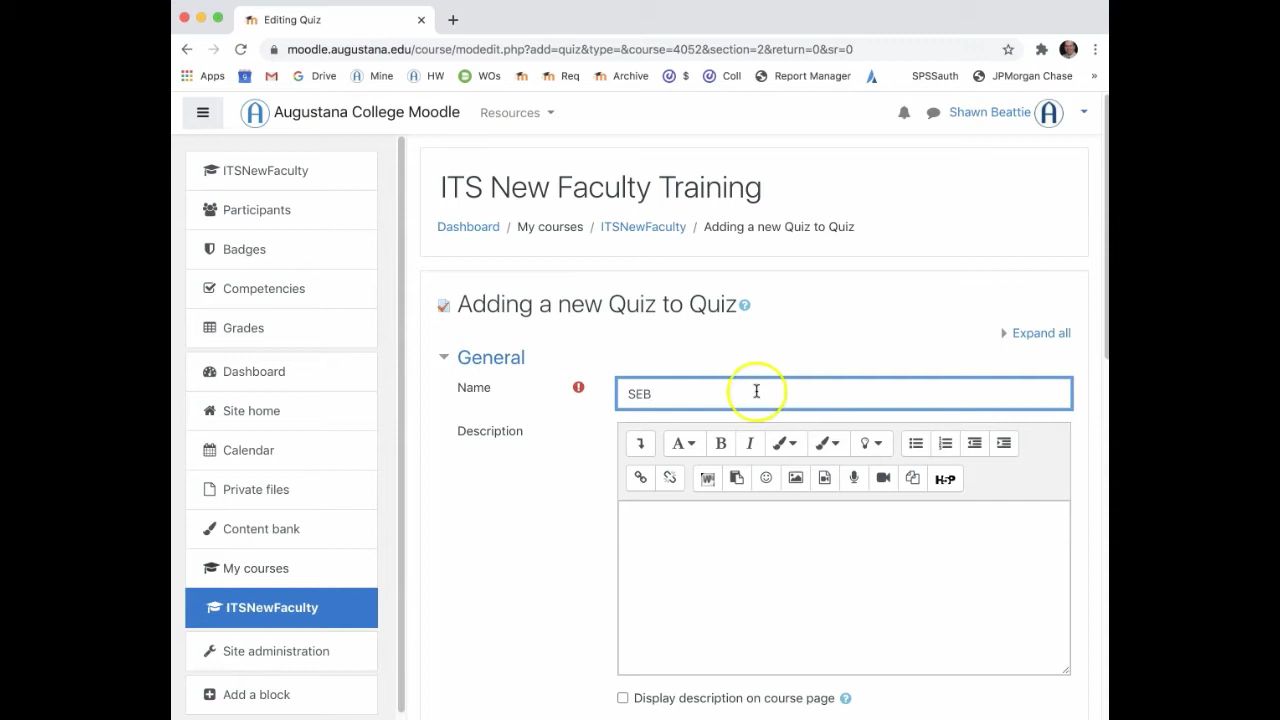 Editing Quiz
moodle.augustana.edu/course/modedit.php?add=quiz&type=&course=4052&section=2&return=0&sr=0
Apps Drive Mine HW WOs Req Archive $ Coll Report Manager SPSSauth JPMorgan Chase »
Augustana College Moodle Resources Shawn Beattie
ITSNewFaculty
Participants
Badges
Competencies
Grades
Dashboard
Site home
Calendar
Private files
Content bank
My courses
ITSNewFaculty
Site administration
Add a block
ITS New Faculty Training
Dashboard / My courses / ITSNewFaculty / Adding a new Quiz to Quiz
Adding a new Quiz to Quiz
Expand all
General
Name SEB
Description
A B I
H-P
Display description on course page